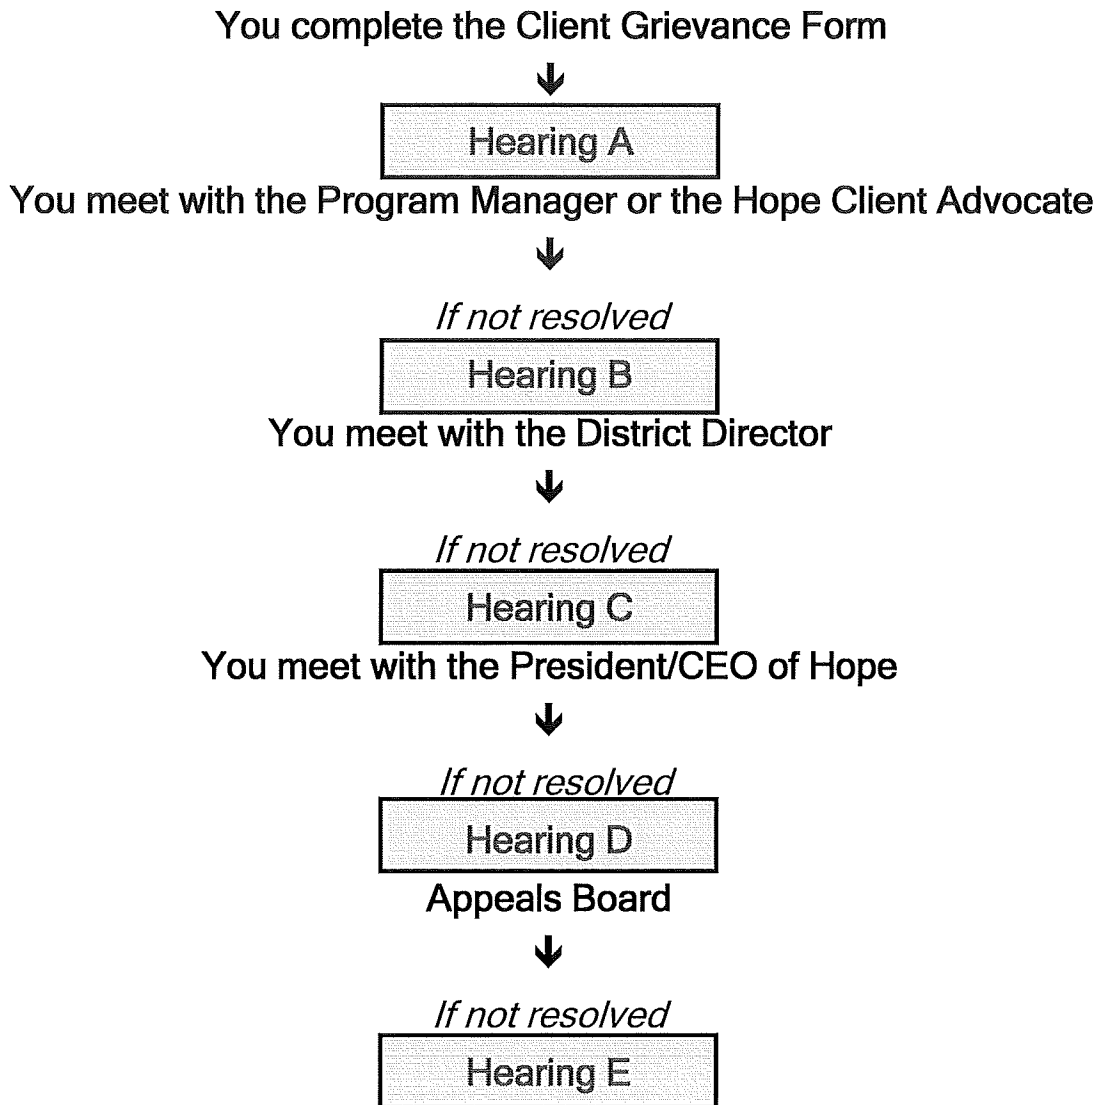 You complete the Client Grievance Form
Hearing A
You meet with the Program Manager or the Hope Client Advocate
If not resolved
Hearing B
You meet with the District Director
If not resolved
Hearing C
You meet with the President/CEO of Hope
If not resolved
Hearing D
Appeals Board
If not resolved
Hearing E